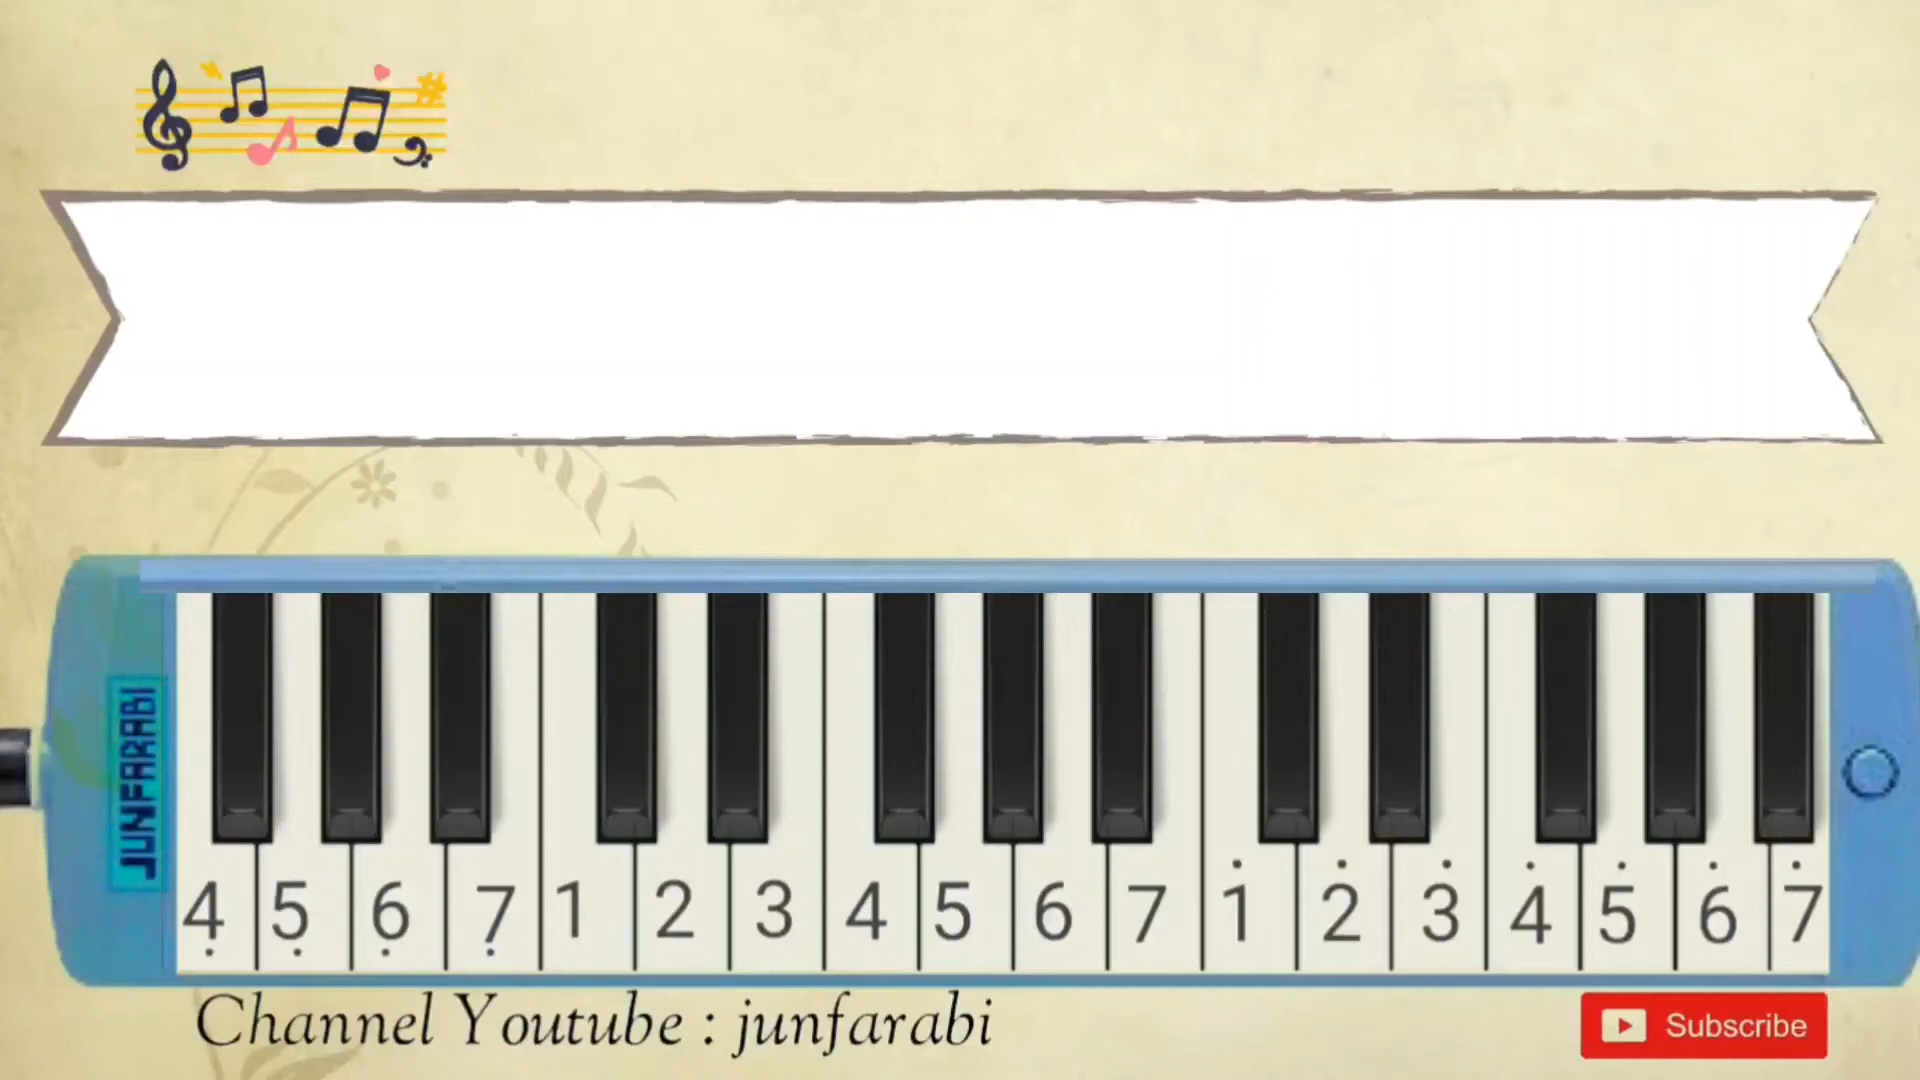 JUNFARABI
4̣ 5̣ 6̣ 7̣ 1 2 3 4 5 6 7 1̇ 2̇ 3̇ 4̇ 5̇ 6̇ 7̇
Channel Youtube : junfarabi
Subscribe